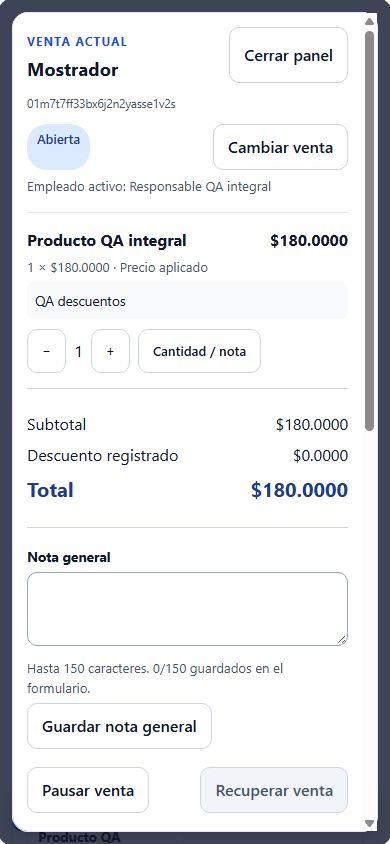 VENTA ACTUAL
Mostrador
Cerrar panel
01m7t7ff33bx6j2n2yasse1v2s
Abierta
Cambiar venta
Empleado activo: Responsable QA integral
Producto QA integral $180.0000
1 × $180.0000 · Precio aplicado
QA descuentos
− 1 + Cantidad / nota
Subtotal $180.0000
Descuento registrado $0.0000
Total $180.0000
Nota general
Hasta 150 caracteres. 0/150 guardados en el
formulario.
Guardar nota general
Pausar venta Recuperar venta
Producto QA